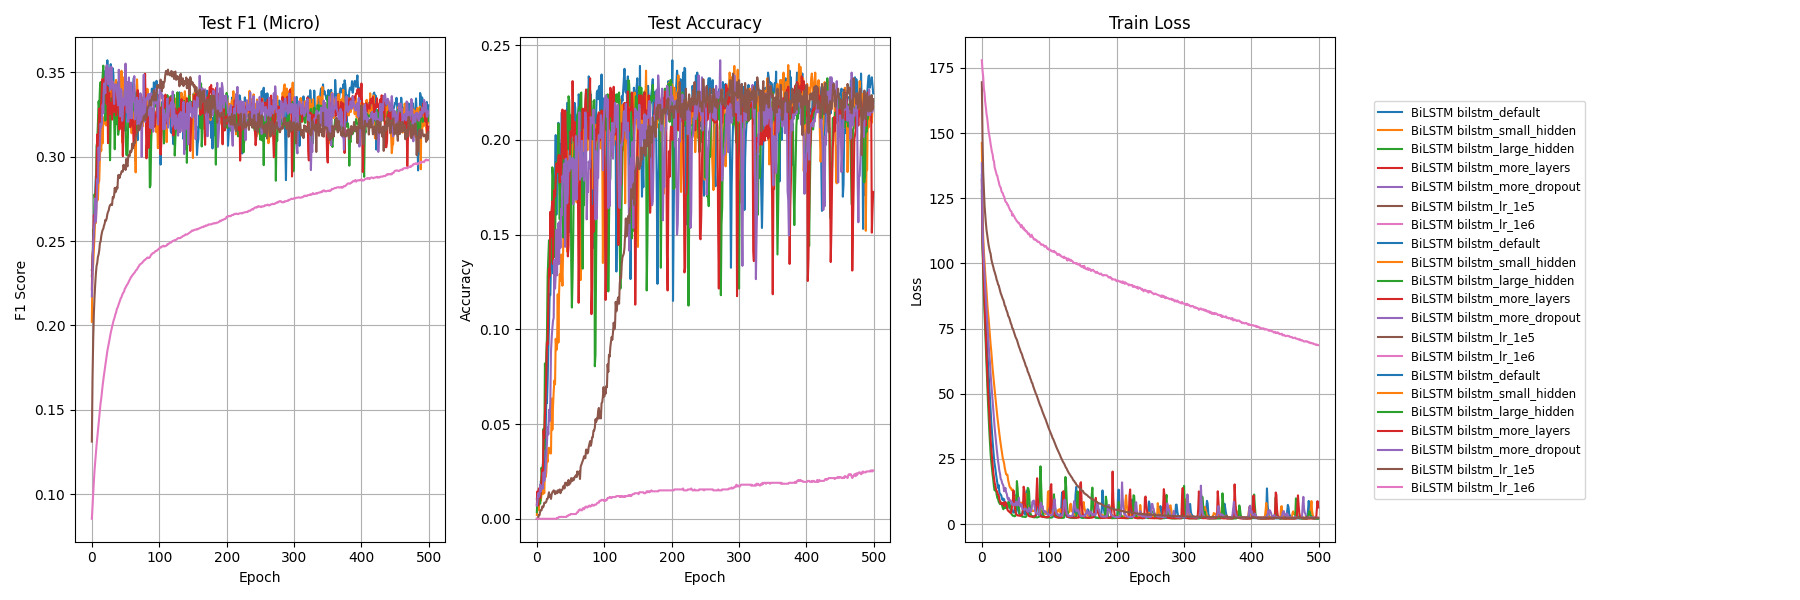 Test F1 (Micro)
F1 Score
0.35
0.30
0.25
0.20
0.15
0.10
0 100 200 300 400 500
Epoch
Test Accuracy
Accuracy
0.25
0.20
0.15
0.10
0.05
0.00
0 100 200 300 400 500
Epoch
Train Loss
Loss
175
150
125
100
75
50
25
0
0 100 200 300 400 500
Epoch
BiLSTM bilstm_default
BiLSTM bilstm_small_hidden
BiLSTM bilstm_large_hidden
BiLSTM bilstm_more_layers
BiLSTM bilstm_more_dropout
BiLSTM bilstm_lr_1e5
BiLSTM bilstm_lr_1e6
BiLSTM bilstm_default
BiLSTM bilstm_small_hidden
BiLSTM bilstm_large_hidden
BiLSTM bilstm_more_layers
BiLSTM bilstm_more_dropout
BiLSTM bilstm_lr_1e5
BiLSTM bilstm_lr_1e6
BiLSTM bilstm_default
BiLSTM bilstm_small_hidden
BiLSTM bilstm_large_hidden
BiLSTM bilstm_more_layers
BiLSTM bilstm_more_dropout
BiLSTM bilstm_lr_1e5
BiLSTM bilstm_lr_1e6